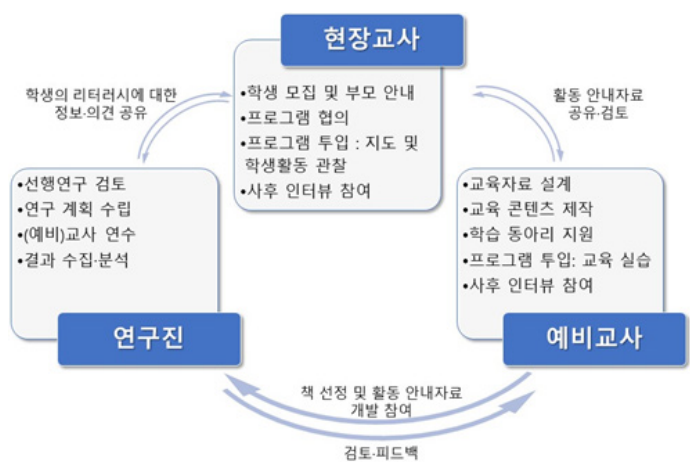 현장교사
학생의 리터러시에 대한
정보·의견 공유
•학생 모집 및 부모 안내
•프로그램 협의
•프로그램 투입 : 지도 및
학생활동 관찰
•사후 인터뷰 참여
활동 안내자료
공유·검토
•선행연구 검토
•연구 계획 수립
•(예비)교사 연수
•결과 수집·분석
연구진
•교육자료 설계
•교육 콘텐츠 제작
•학습 동아리 지원
•프로그램 투입: 교육 실습
•사후 인터뷰 참여
예비교사
책 선정 및 활동 안내자료
개발 참여
검토·피드백